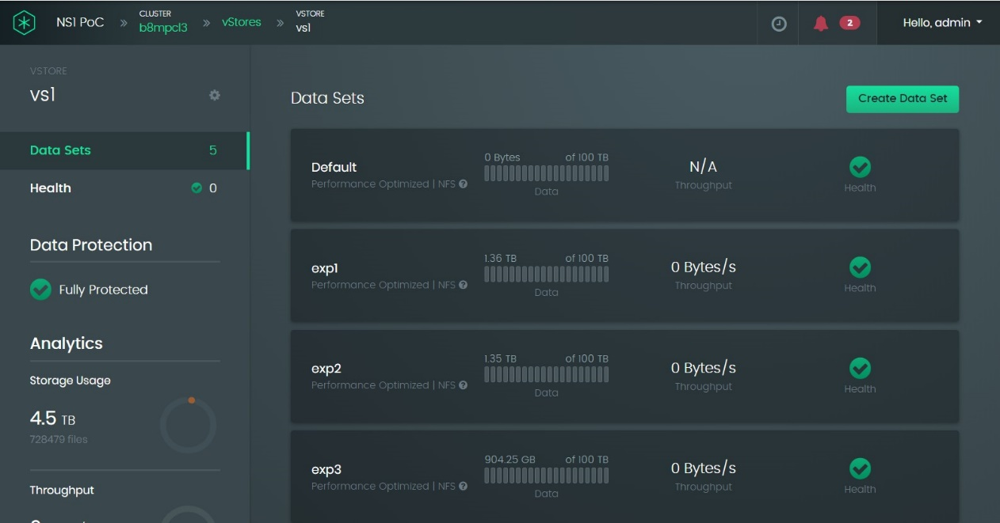 NS1 PoC » CLUSTER b8mpcl3 » vStores » VSTORE vs1
2
Hello, admin
VSTORE
vs1
Data Sets 5
Health 0
Data Protection
Fully Protected
Analytics
Storage Usage
4.5 TB
728479 files
Throughput
Data Sets
Create Data Set
Default
Performance Optimized | NFS ?
0 Bytes of 100 TB
Data
N/A
Throughput
Health
exp1
Performance Optimized | NFS ?
1.36 TB of 100 TB
Data
0 Bytes/s
Throughput
Health
exp2
Performance Optimized | NFS ?
1.35 TB of 100 TB
Data
0 Bytes/s
Throughput
Health
exp3
Performance Optimized | NFS ?
904.25 GB of 100 TB
Data
0 Bytes/s
Throughput
Health